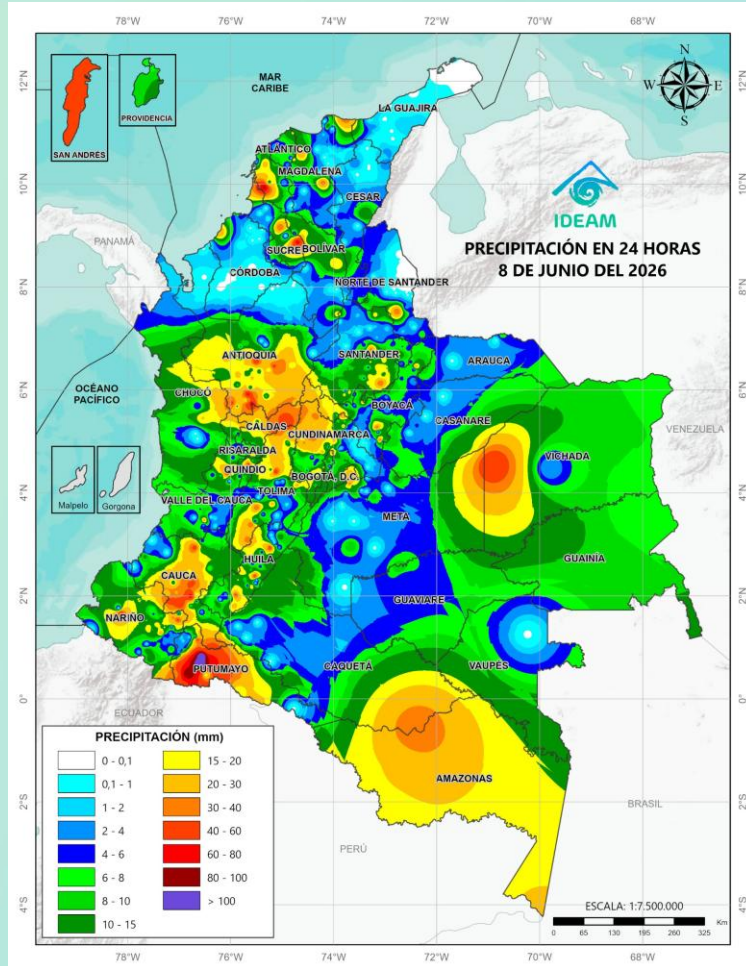 78°W 76°W 74°W 72°W 70°W 68°W
12°N
10°N
8°N
6°N
4°N
2°N
0°
2°S
4°S
SAN ANDRÉS
PROVIDENCIA
MAR
CARIBE
N
W E
S
IDEAM
PRECIPITACIÓN EN 24 HORAS
8 DE JUNIO DEL 2026
LA GUAJIRA
ATLÁNTICO
MAGDALENA
CESAR
PANAMÁ
SUCRE
BOLÍVAR
CÓRDOBA
NORTE DE SANTANDER
ANTIOQUIA
SANTANDER
ARAUCA
OCÉANO
PACÍFICO
CHOCÓ
BOYACÁ
CASANARE
CALDAS
CUNDINAMARCA
VENEZUELA
RISARALDA
VICHADA
QUINDÍO
BOGOTÁ, D.C.
Malpelo
Gorgona
TOLIMA
VALLE DEL CAUCA
META
HUILA
GUAINÍA
CAUCA
GUAVIARE
NARIÑO
PUTUMAYO
CAQUETÁ
VAUPÉS
ECUADOR
AMAZONAS
PERÚ
BRASIL
PRECIPITACIÓN (mm)
0 - 0,1
0,1 - 1
1 - 2
2 - 4
4 - 6
6 - 8
8 - 10
10 - 15
15 - 20
20 - 30
30 - 40
40 - 60
60 - 80
80 - 100
> 100
ESCALA: 1:7.500.000
0 65 130 195 260 325 Km
78°W 76°W 74°W 72°W 70°W 68°W